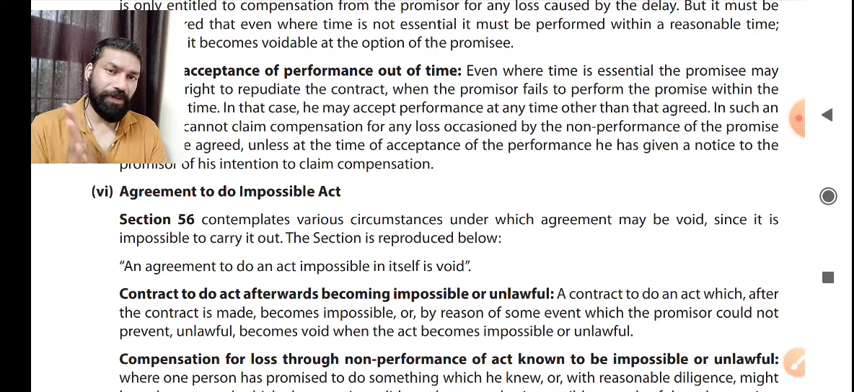 is only entitled to compensation from the promisor for any loss caused by the delay. But it must be
red that even where time is not essential it must be performed within a reasonable time;
it becomes voidable at the option of the promisee.
acceptance of performance out of time: Even where time is essential the promisee may
right to repudiate the contract, when the promisor fails to perform the promise within the
time. In that case, he may accept performance at any time other than that agreed. In such an
cannot claim compensation for any loss occasioned by the non-performance of the promise
e agreed, unless at the time of acceptance of the performance he has given a notice to the
promisor of his intention to claim compensation.
(vi) Agreement to do Impossible Act
Section 56 contemplates various circumstances under which agreement may be void, since it is
impossible to carry it out. The Section is reproduced below:
“An agreement to do an act impossible in itself is void”.
Contract to do act afterwards becoming impossible or unlawful: A contract to do an act which, after
the contract is made, becomes impossible, or, by reason of some event which the promisor could not
prevent, unlawful, becomes void when the act becomes impossible or unlawful.
Compensation for loss through non-performance of act known to be impossible or unlawful:
where one person has promised to do something which he knew, or, with reasonable diligence, might